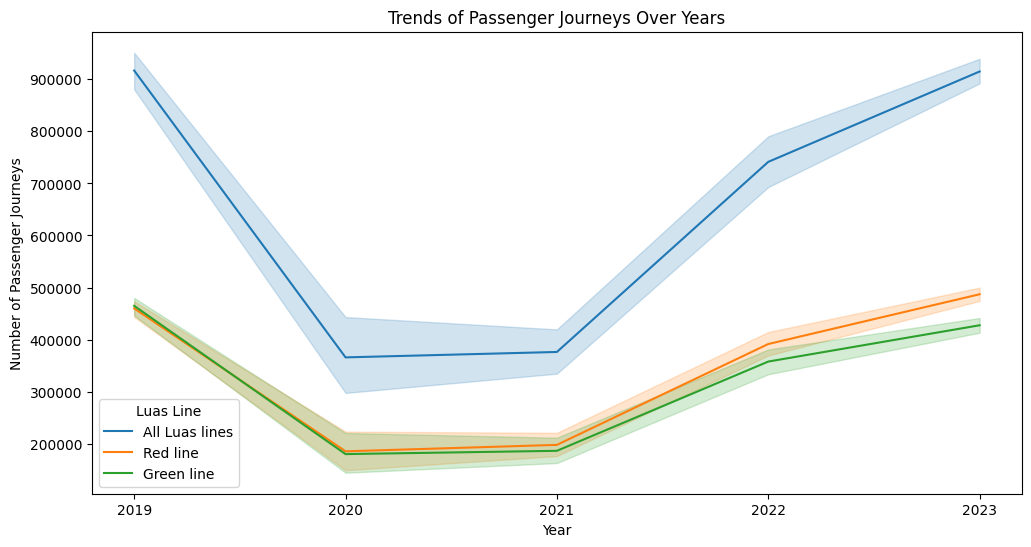 Trends of Passenger Journeys Over Years
Number of Passenger Journeys
900000
800000
700000
600000
500000
400000
300000
200000
Luas Line
All Luas lines
Red line
Green line
2019 2020 2021 2022 2023
Year